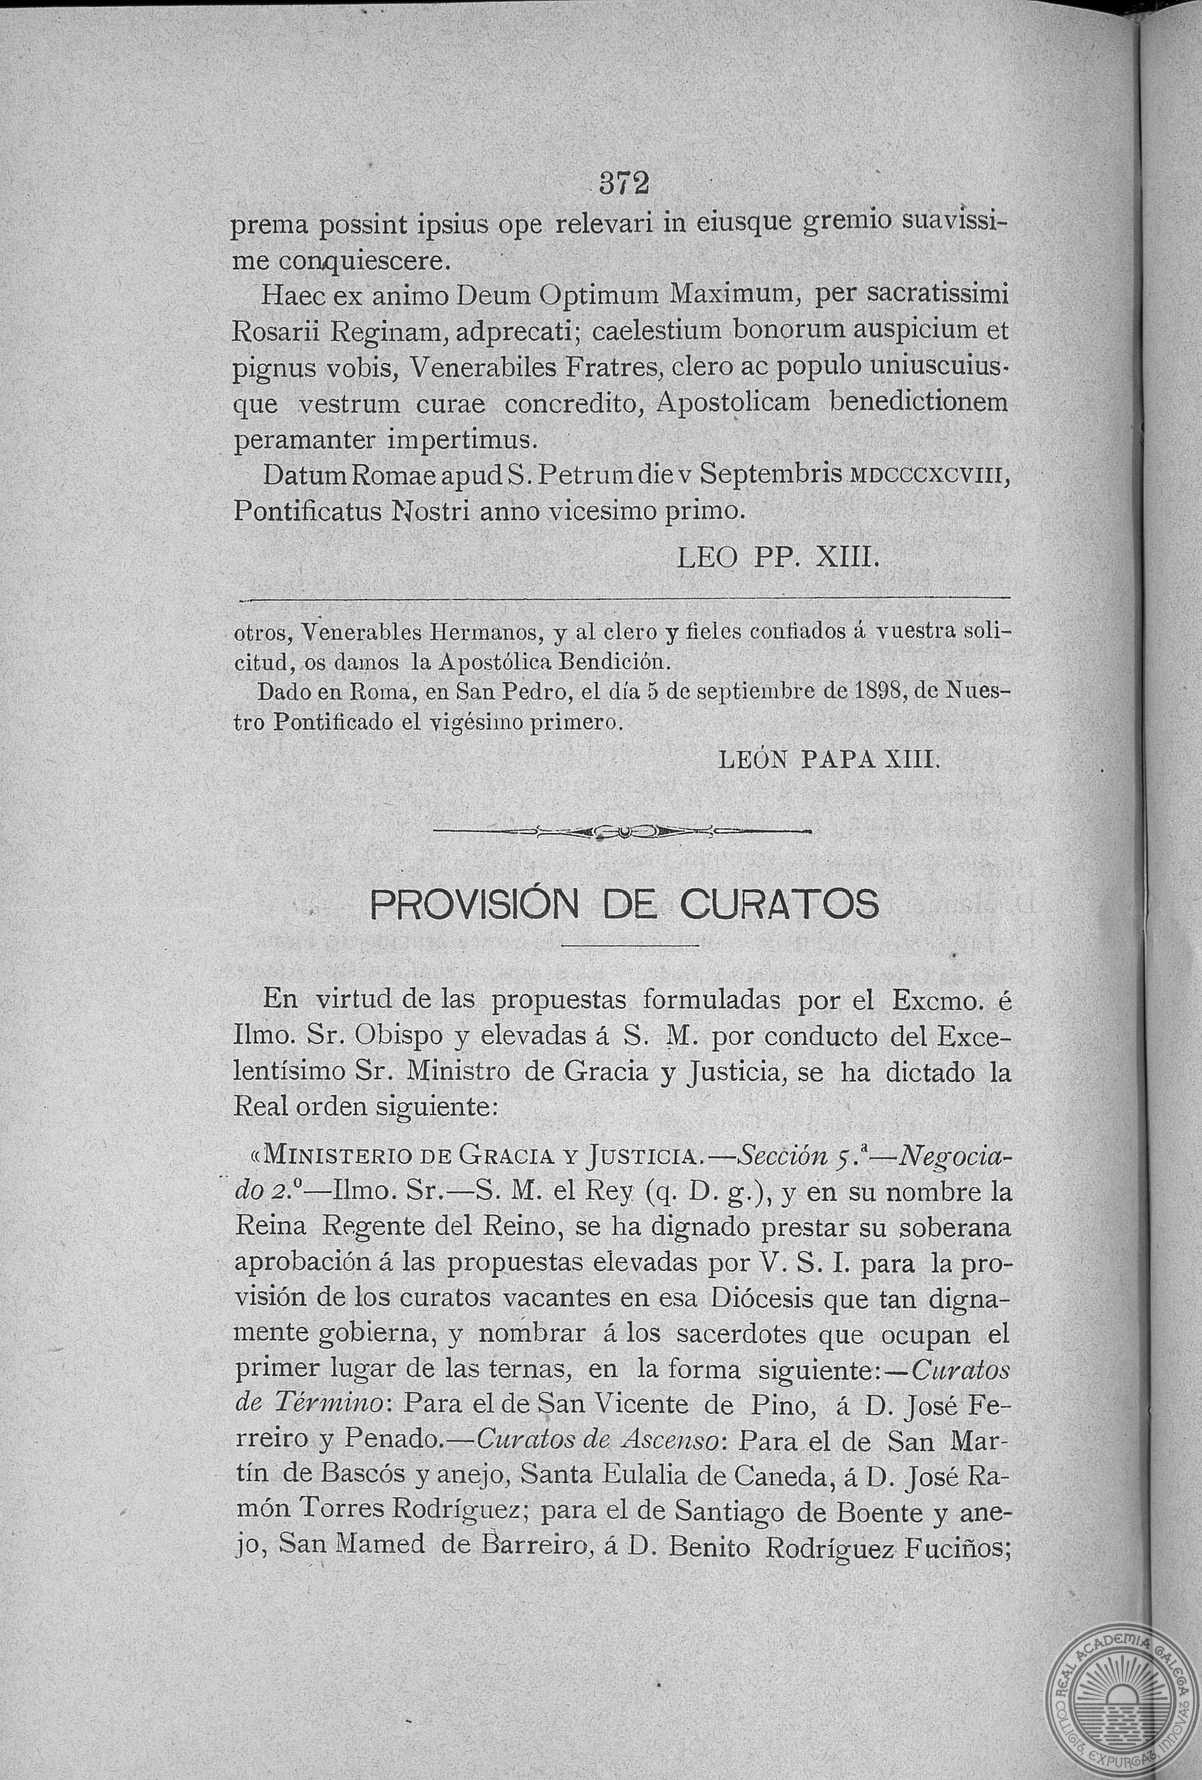 372
prema possint ipsius ope relevari in eiusque gremio suavissi-
me conquiescere.
Haec ex animo Deum Optimum Maximum, per sacratissimi
Rosarii Reginam, adprecati; caelestium bonorum auspicium et
pignus vobis, Venerabiles Fratres, clero ac populo uniuscuius-
que vestrum curae concredito, Apostolicam benedictionem
peramanter impertimus.
Datum Romae apud S. Petrum die v Septembris MDCCCXCVIII,
Pontificatus Nostri anno vicesimo primo.
LEO PP. XIII.
otros, Venerables Hermanos, y al clero y fieles confiados á vuestra soli-
citud, os damos la Apostólica Bendición.
Dado en Roma, en San Pedro, el día 5 de septiembre de 1898, de Nues-
tro Pontificado el vigésimo primero.
LEÓN PAPA XIII.
PROVISIÓN DE CURATOS
En virtud de las propuestas formuladas por el Excmo. é
Ilmo. Sr. Obispo y elevadas á S. M. por conducto del Exce-
lentísimo Sr. Ministro de Gracia y Justicia, se ha dictado la
Real orden siguiente:
«MINISTERIO DE GRACIA Y JUSTICIA.—Sección 5.ª—Negocia-
do 2.º—Ilmo. Sr.—S. M. el Rey (q. D. g.), y en su nombre la
Reina Regente del Reino, se ha dignado prestar su soberana
aprobación á las propuestas elevadas por V. S. I. para la pro-
visión de los curatos vacantes en esa Diócesis que tan digna-
mente gobierna, y nombrar á los sacerdotes que ocupan el
primer lugar de las ternas, en la forma siguiente:—Curatos
de Término: Para el de San Vicente de Pino, á D. José Fe-
rreiro y Penado.—Curatos de Ascenso: Para el de San Mar-
tín de Bascós y anejo, Santa Eulalia de Caneda, á D. José Ra-
món Torres Rodríguez; para el de Santiago de Boente y ane-
jo, San Mamed de Barreiro, á D. Benito Rodríguez Fuciños;
REAL ACADEMIA GALEGA
COLLIGIT, EXPURGAT, INNOVAT